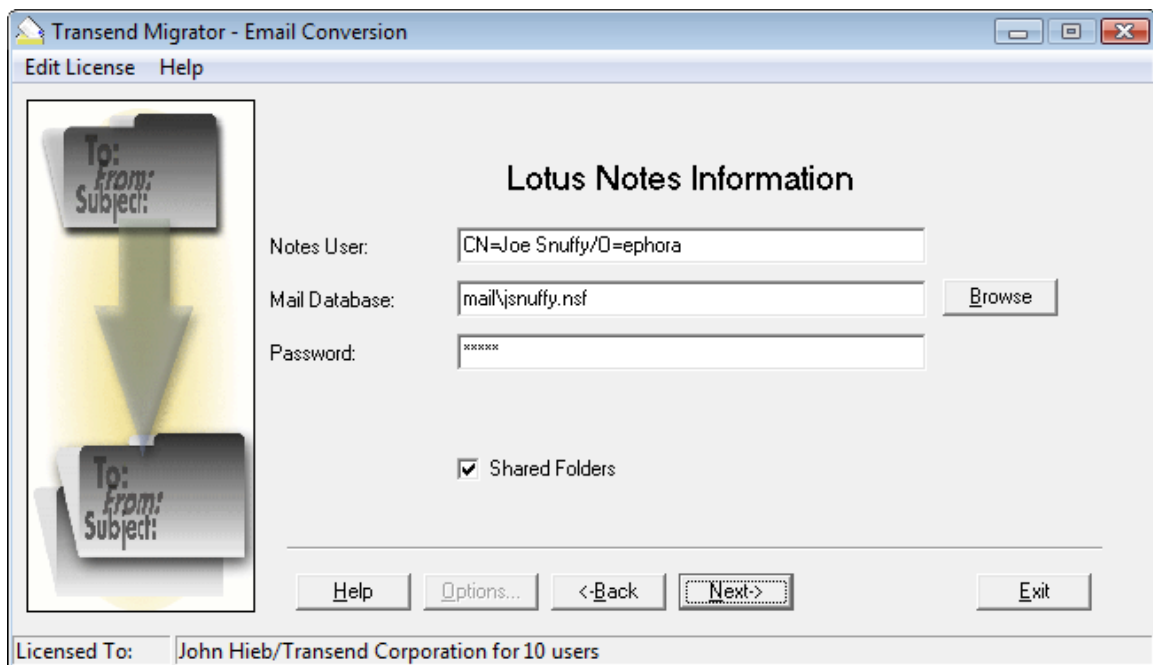 Transend Migrator - Email Conversion
Edit License Help
To:
From:
Subject:
Lotus Notes Information
Notes User: CN=Joe Snuffy/O=ephora
Mail Database: mail\jsnuffy.nsf Browse
Password: *****
Shared Folders
To:
From:
Subject:
Help Options... <-Back Next-> Exit
Licensed To: John Hieb/Transend Corporation for 10 users